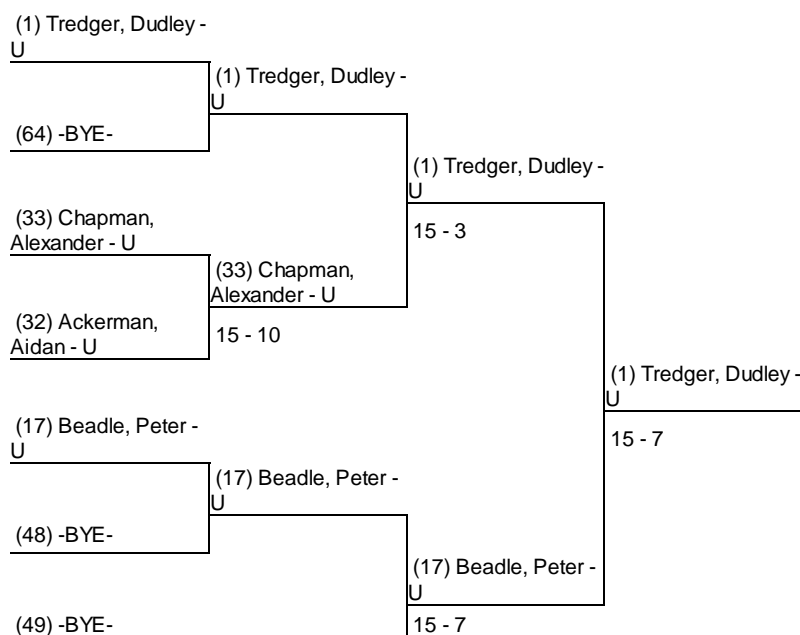 (1) Tredger, Dudley -
U
(64) -BYE-
(33) Chapman,
Alexander - U
(32) Ackerman,
Aidan - U
(17) Beadle, Peter -
U
(48) -BYE-
(49) -BYE-
(1) Tredger, Dudley -
U
(33) Chapman,
Alexander - U
15 - 10
(17) Beadle, Peter -
U
(1) Tredger, Dudley -
U
15 - 3
(17) Beadle, Peter -
U
15 - 7
(1) Tredger, Dudley -
U
15 - 7